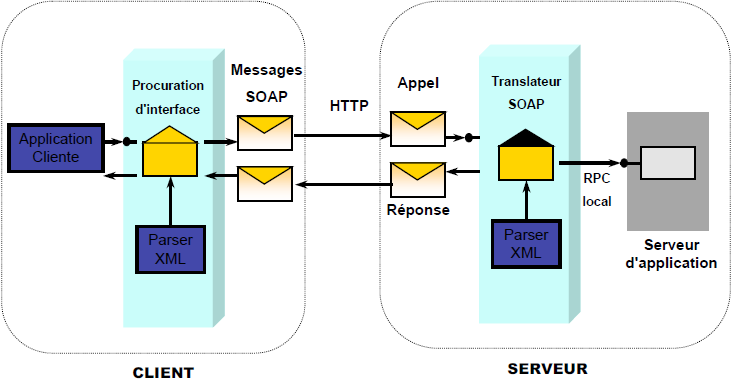 Procuration
d'interface
Messages
SOAP
HTTP
Appel
Translateur
SOAP
Application
Cliente
RPC
local
Réponse
Parser
XML
Parser
XML
Serveur
d'application
CLIENT
SERVEUR